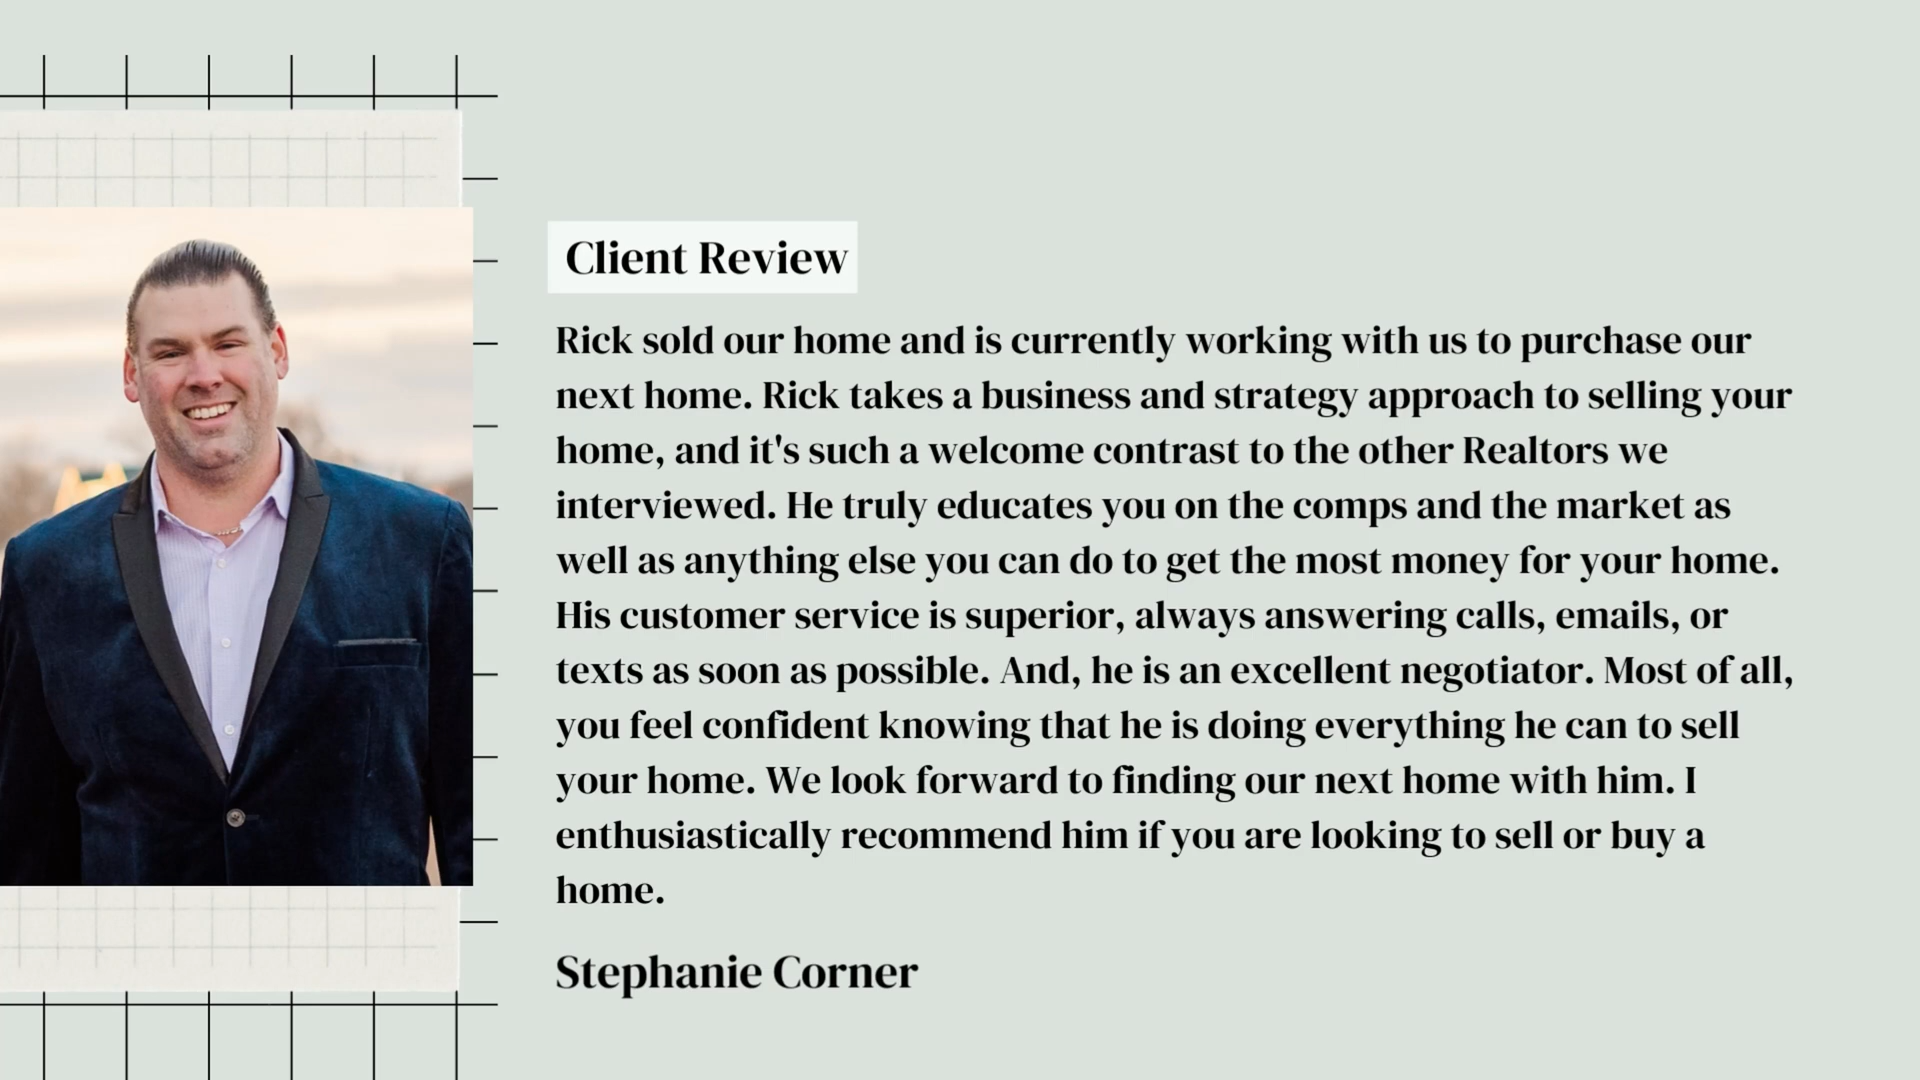 Client Review
Rick sold our home and is currently working with us to purchase our
next home. Rick takes a business and strategy approach to selling your
home, and it's such a welcome contrast to the other Realtors we
interviewed. He truly educates you on the comps and the market as
well as anything else you can do to get the most money for your home.
His customer service is superior, always answering calls, emails, or
texts as soon as possible. And, he is an excellent negotiator. Most of all,
you feel confident knowing that he is doing everything he can to sell
your home. We look forward to finding our next home with him. I
enthusiastically recommend him if you are looking to sell or buy a
home.
Stephanie Corner